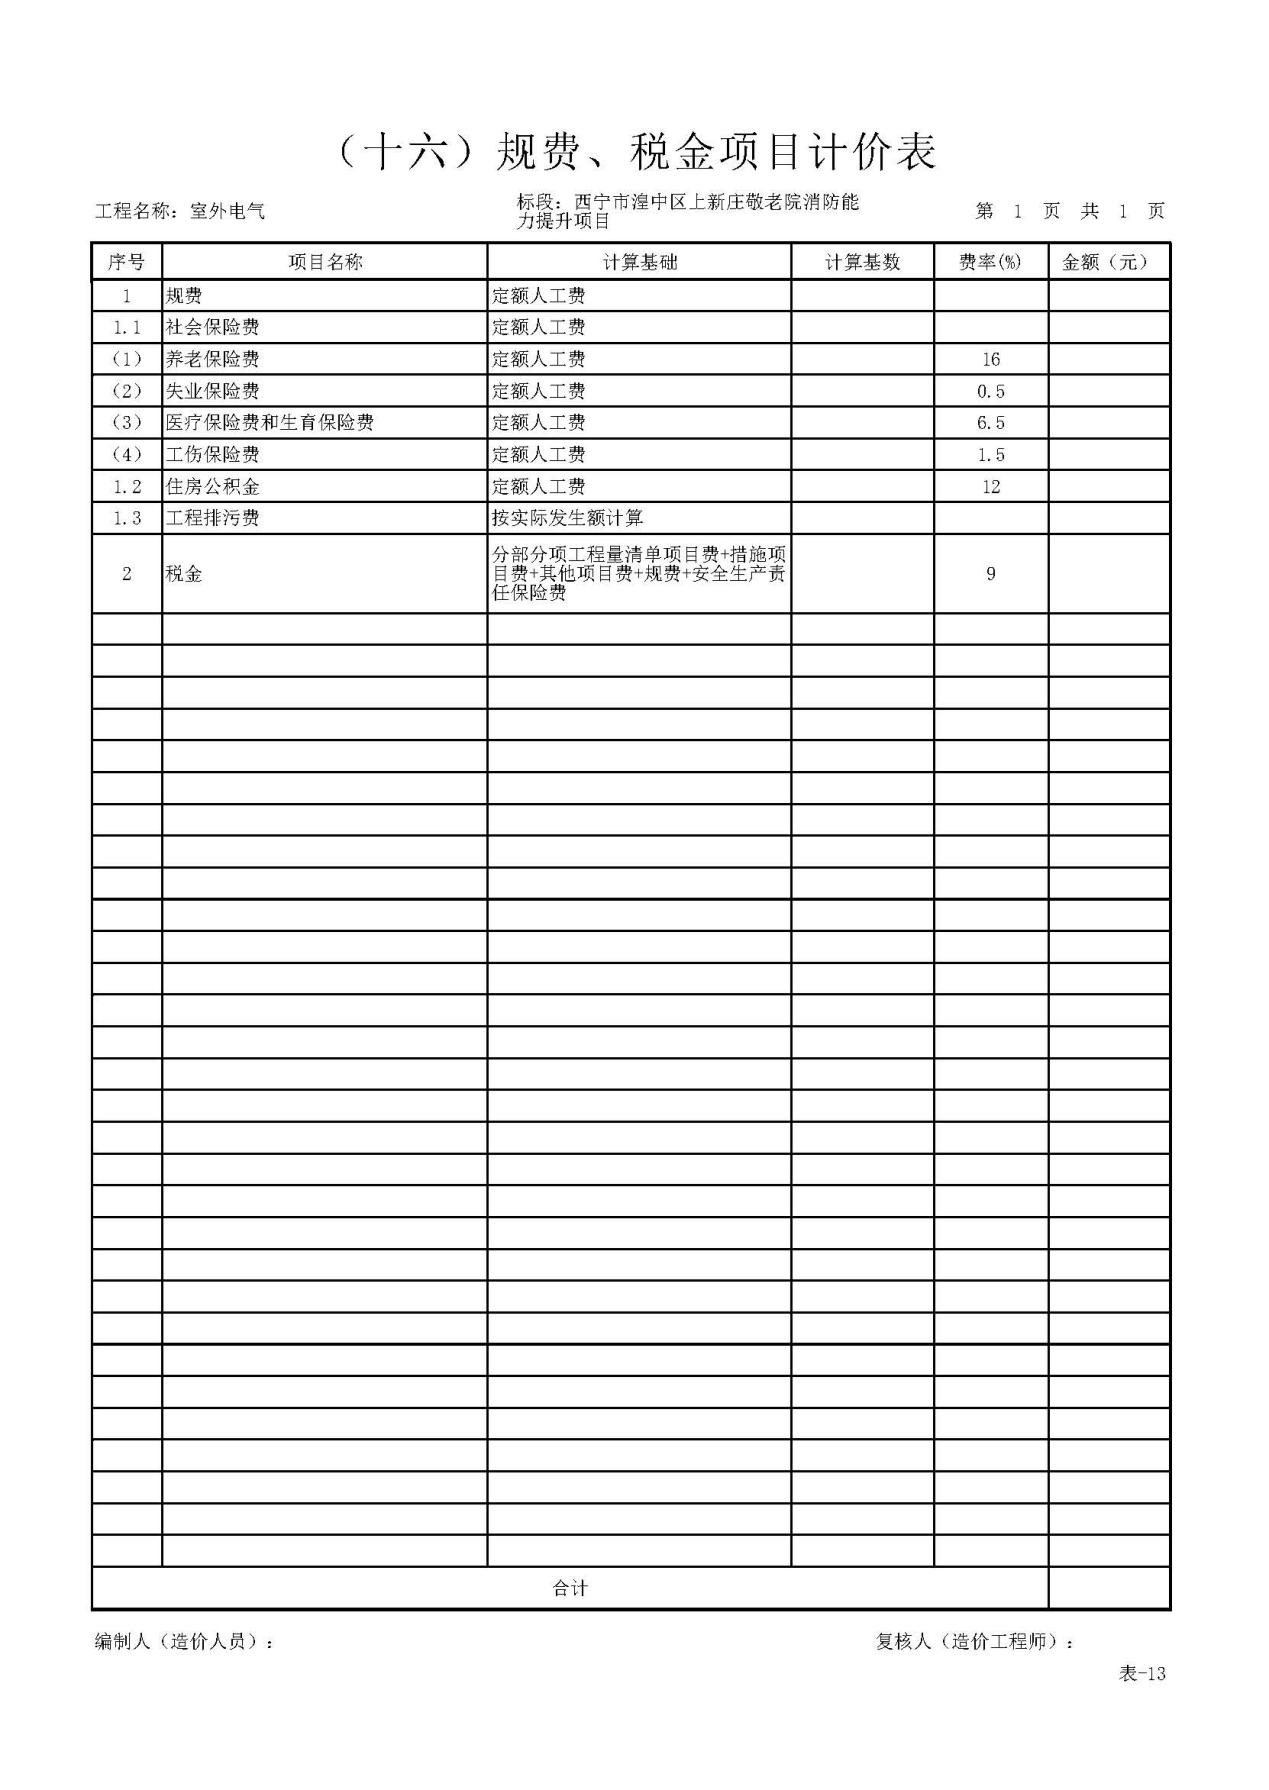 （十六）规费、税金项目计价表
工程名称：室外电气
标段：西宁市湟中区上新庄敬老院消防能
力提升项目
第 1 页 共 1 页
序号 项目名称 计算基础 计算基数 费率(%) 金额（元）
1 规费 定额人工费
1.1 社会保险费 定额人工费
（1） 养老保险费 定额人工费 16
（2） 失业保险费 定额人工费 0.5
（3） 医疗保险费和生育保险费 定额人工费 6.5
（4） 工伤保险费 定额人工费 1.5
1.2 住房公积金 定额人工费 12
1.3 工程排污费 按实际发生额计算
2 税金 分部分项工程量清单项目费+措施项
目费+其他项目费+规费+安全生产责
任保险费 9
合计
编制人（造价人员）： 复核人（造价工程师）：
表-13